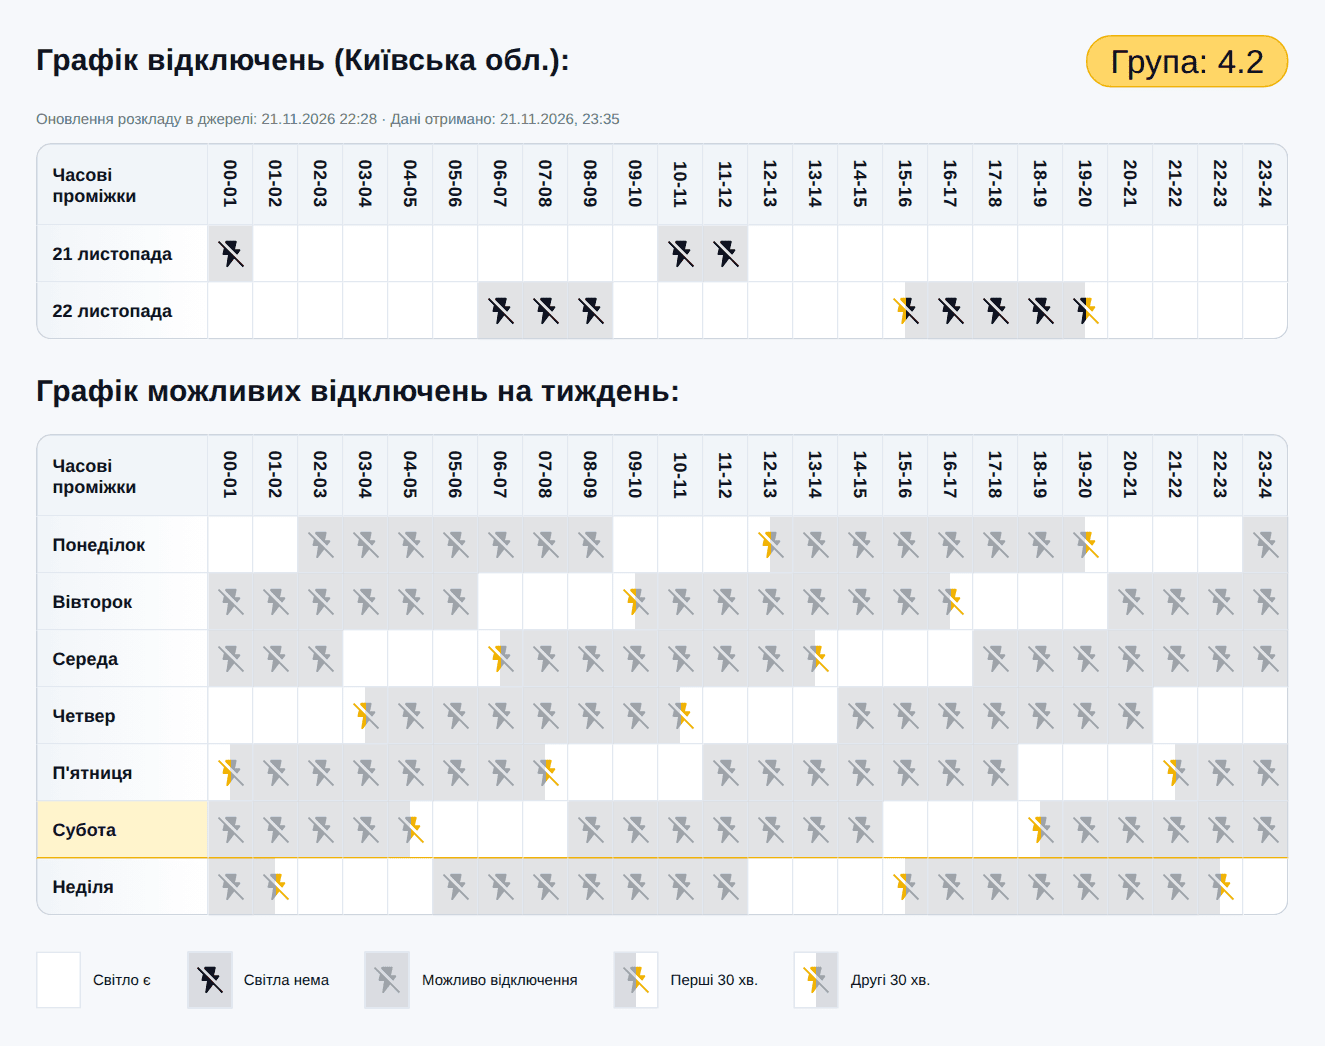 Графік відключень (Київська обл.):
Група: 4.2
Оновлення розкладу в джерелі: 21.11.2026 22:28 · Дані отримано: 21.11.2026, 23:35
Часові проміжки 00-01 01-02 02-03 03-04 04-05 05-06 06-07 07-08 08-09 09-10 10-11 11-12 12-13 13-14 14-15 15-16 16-17 17-18 18-19 19-20 20-21 21-22 22-23 23-24
21 листопада
22 листопада
Графік можливих відключень на тиждень:
Часові проміжки 00-01 01-02 02-03 03-04 04-05 05-06 06-07 07-08 08-09 09-10 10-11 11-12 12-13 13-14 14-15 15-16 16-17 17-18 18-19 19-20 20-21 21-22 22-23 23-24
Понеділок
Вівторок
Середа
Четвер
П'ятниця
Субота
Неділя
Світло є Світла нема Можливо відключення Перші 30 хв. Другі 30 хв.